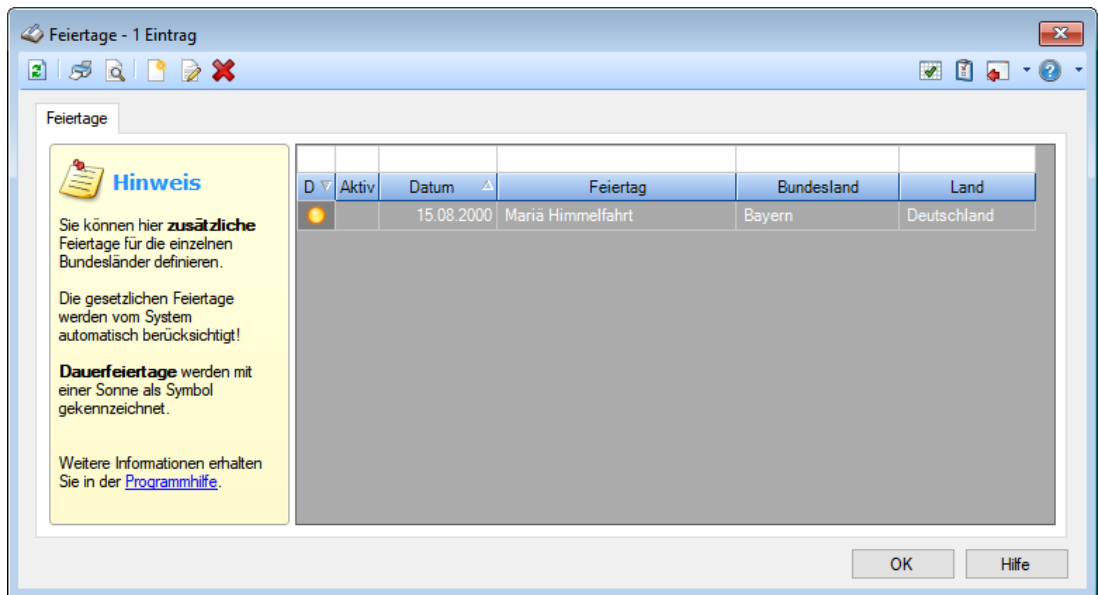 Feiertage - 1 Eintrag
Feiertage
Hinweis
Sie können hier zusätzliche
Feiertage für die einzelnen
Bundesländer definieren.
Die gesetzlichen Feiertage
werden vom System
automatisch berücksichtigt!
Dauerfeiertage werden mit
einer Sonne als Symbol
gekennzeichnet.
Weitere Informationen erhalten
Sie in der Programmhilfe.
D Aktiv Datum Feiertag Bundesland Land
15.08.2000 Mariä Himmelfahrt Bayern Deutschland
OK Hilfe